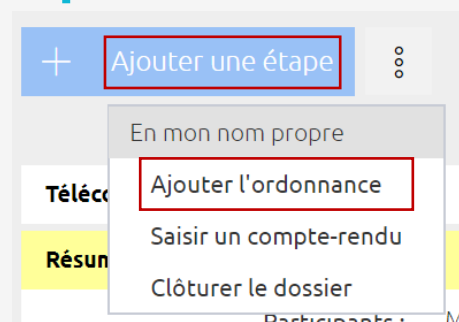 Ajouter une étape
En mon nom propre
Ajouter l'ordonnance
Saisir un compte-rendu
Clôturer le dossier